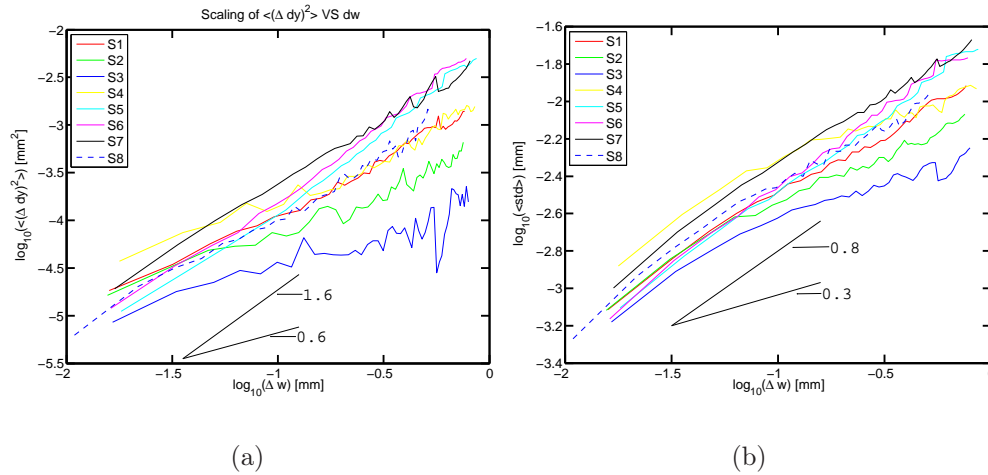 Scaling of <(Δ dy)²> VS dw
log₁₀(<(Δ dy)²>) [mm²]
-2
-2.5
-3
-3.5
-4
-4.5
-5
-5.5
S1
S2
S3
S4
S5
S6
S7
S8
1.6
0.6
-2
-1.5
-1
-0.5
0
log₁₀(Δ w) [mm]
(a)
log₁₀(<std>) [mm]
-1.6
-1.8
-2
-2.2
-2.4
-2.6
-2.8
-3
-3.2
-3.4
S1
S2
S3
S4
S5
S6
S7
S8
0.8
0.3
-2
-1.5
-1
-0.5
0
log₁₀(Δ w) [mm]
(b)